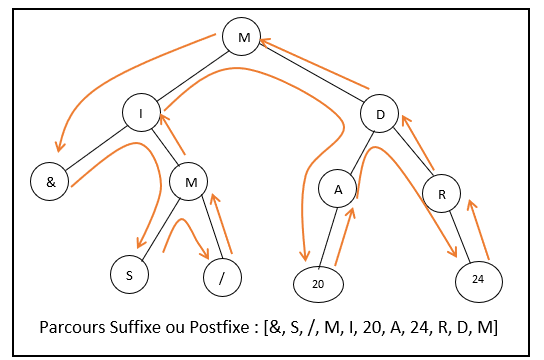 M
I
D
&
M
A
R
S
/
20
24
Parcours Suffixe ou Postfixe : [&, S, /, M, I, 20, A, 24, R, D, M]